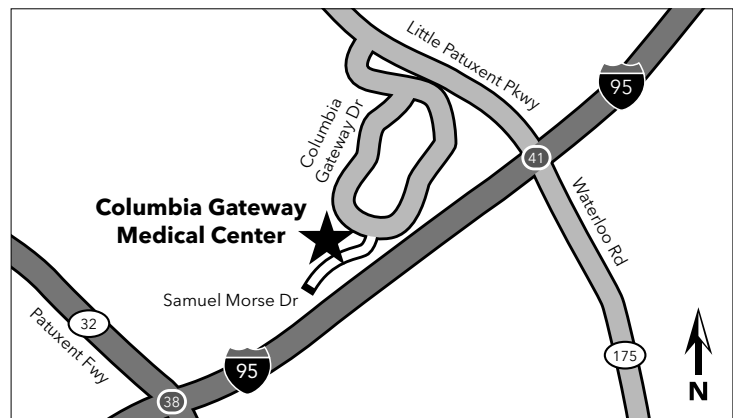 Little Patuxent Pkwy
95
Columbia
Gateway Dr
41
Waterloo Rd
Columbia Gateway
Medical Center
Samuel Morse Dr
32
Patuxent Fwy
95
38
175
N